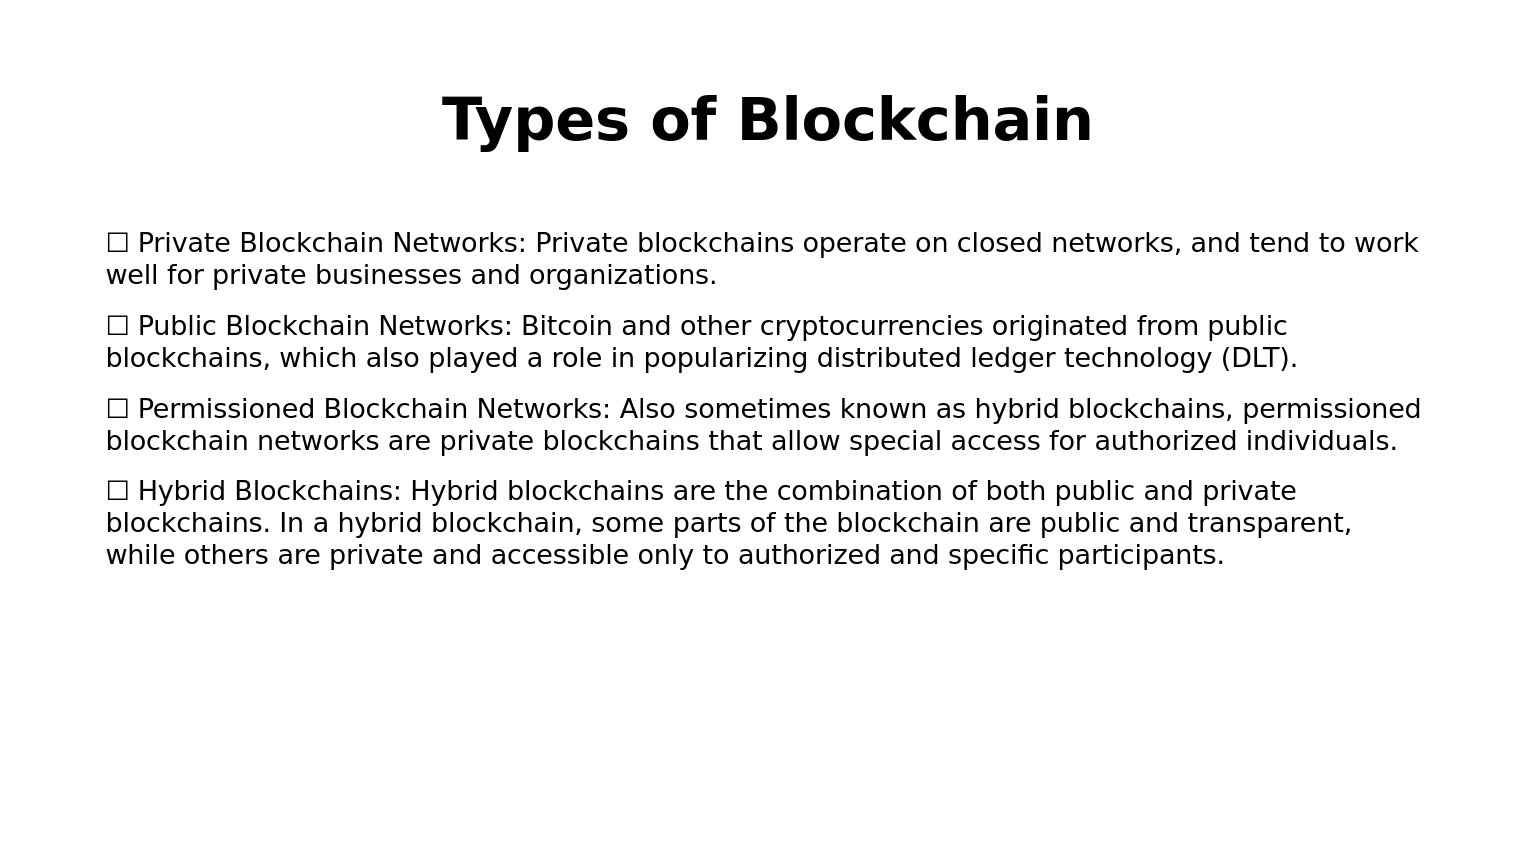 Types of Blockchain
☐ Private Blockchain Networks: Private blockchains operate on closed networks, and tend to work
well for private businesses and organizations.
☐ Public Blockchain Networks: Bitcoin and other cryptocurrencies originated from public
blockchains, which also played a role in popularizing distributed ledger technology (DLT).
☐ Permissioned Blockchain Networks: Also sometimes known as hybrid blockchains, permissioned
blockchain networks are private blockchains that allow special access for authorized individuals.
☐ Hybrid Blockchains: Hybrid blockchains are the combination of both public and private
blockchains. In a hybrid blockchain, some parts of the blockchain are public and transparent,
while others are private and accessible only to authorized and specific participants.